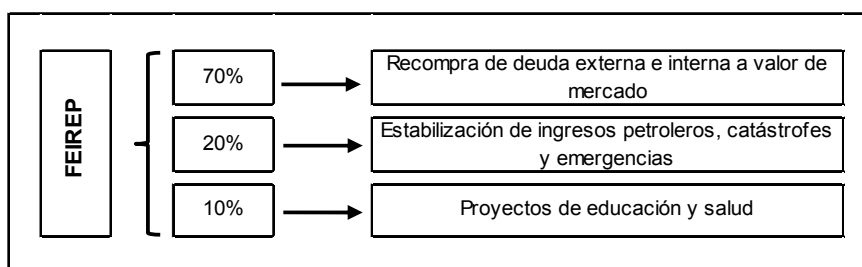 FEIREP
70%
Recompra de deuda externa e interna a valor de
mercado
20%
Estabilización de ingresos petroleros, catástrofes
y emergencias
10%
Proyectos de educación y salud